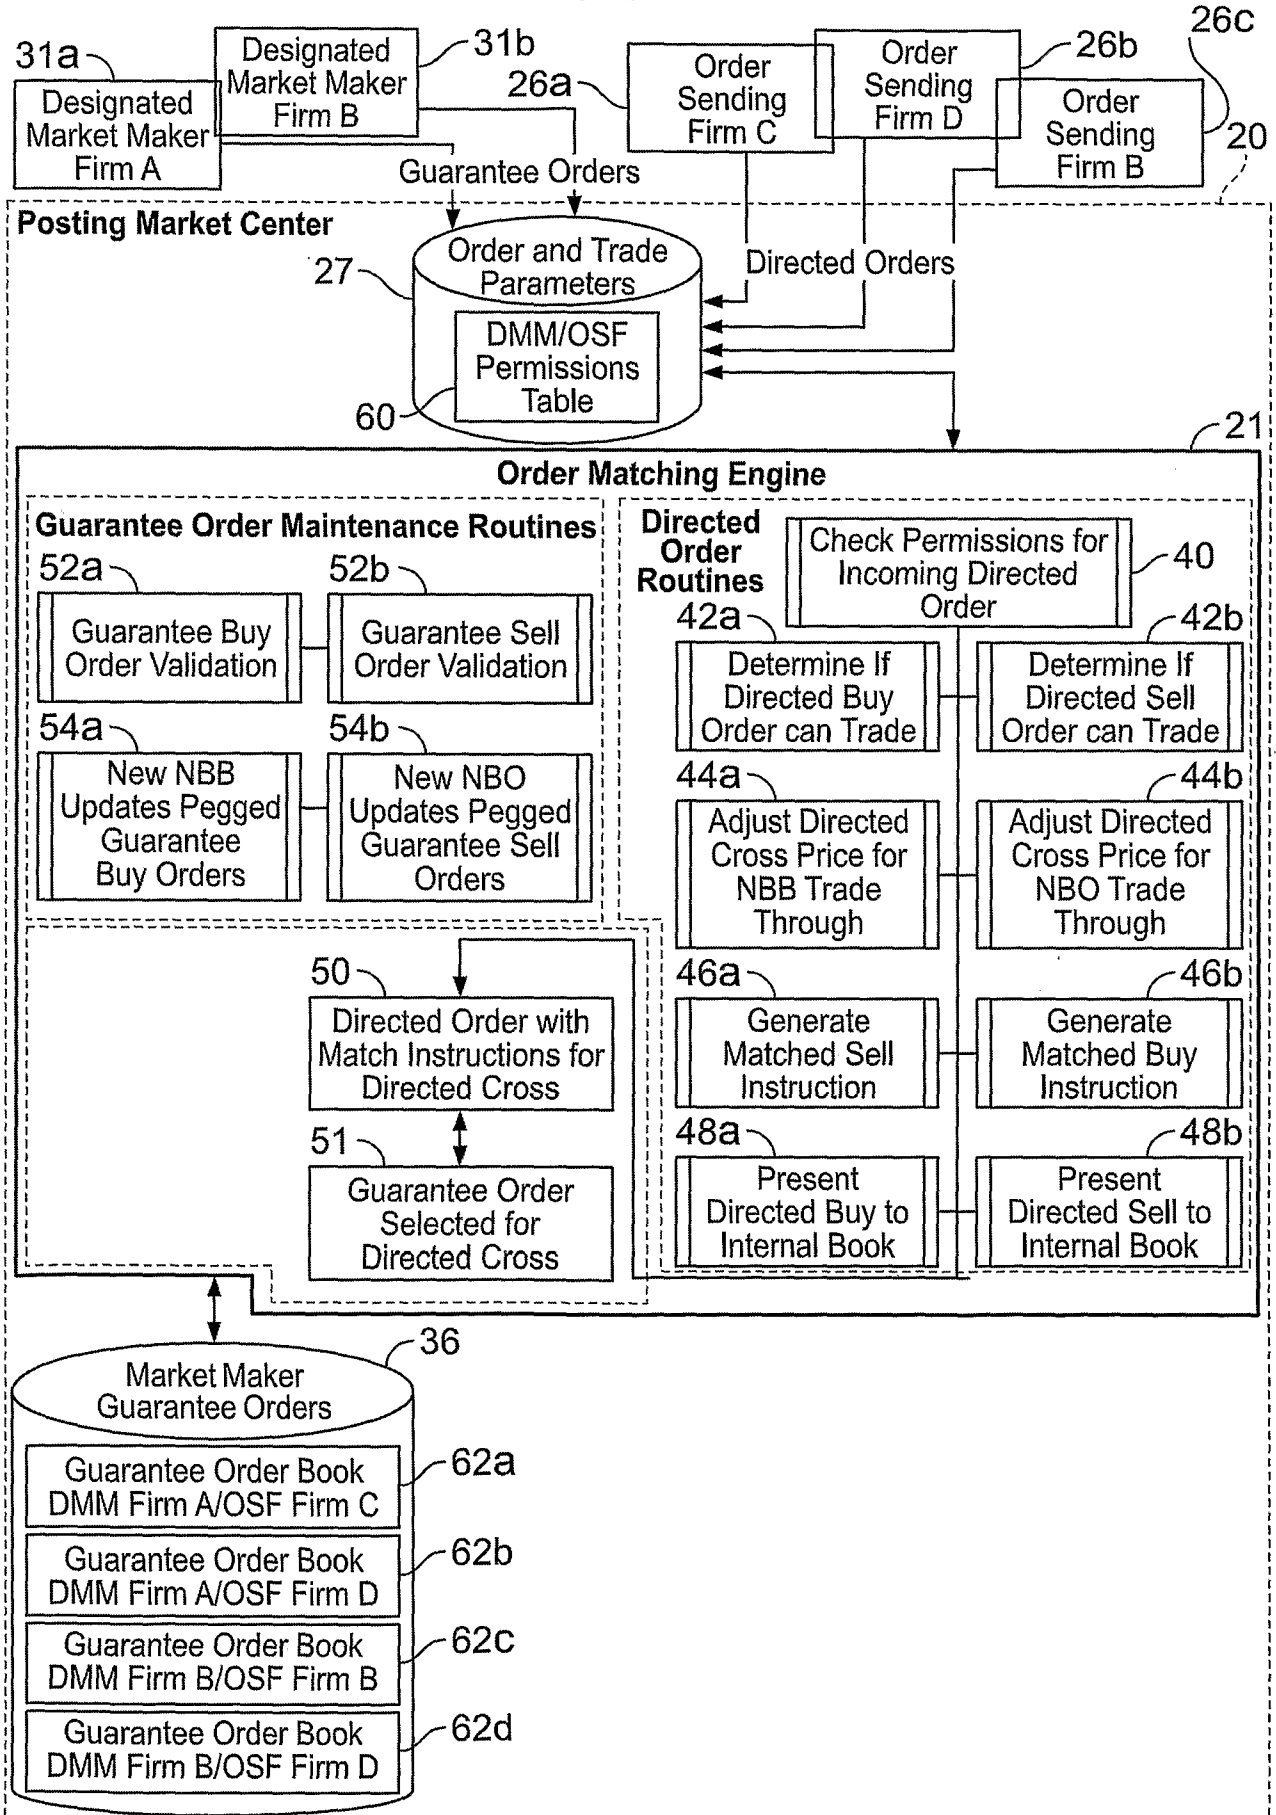 31a
Designated
Market Maker
Firm A
Designated
Market Maker
Firm B
31b
26a
Order
Sending
Firm C
Order
Sending
Firm D
26b
26c
Order
Sending
Firm B
20
Guarantee Orders
Posting Market Center
Directed Orders
27
Order and Trade
Parameters
DMM/OSF
Permissions
Table
60
21
Order Matching Engine
Guarantee Order Maintenance Routines
52a
Guarantee Buy
Order Validation
52b
Guarantee Sell
Order Validation
54a
New NBB
Updates Pegged
Guarantee
Buy Orders
54b
New NBO
Updates Pegged
Guarantee Sell
Orders
Directed
Order
Routines
Check Permissions for
Incoming Directed
Order
40
42a
Determine If
Directed Buy
Order can Trade
42b
Determine If
Directed Sell
Order can Trade
44a
Adjust Directed
Cross Price for
NBB Trade
Through
44b
Adjust Directed
Cross Price for
NBO Trade
Through
46a
Generate
Matched Sell
Instruction
46b
Generate
Matched Buy
Instruction
48a
Present
Directed Buy to
Internal Book
48b
Present
Directed Sell to
Internal Book
50
Directed Order with
Match Instructions for
Directed Cross
51
Guarantee Order
Selected for
Directed Cross
36
Market Maker
Guarantee Orders
Guarantee Order Book
DMM Firm A/OSF Firm C
62a
Guarantee Order Book
DMM Firm A/OSF Firm D
62b
Guarantee Order Book
DMM Firm B/OSF Firm B
62c
Guarantee Order Book
DMM Firm B/OSF Firm D
62d